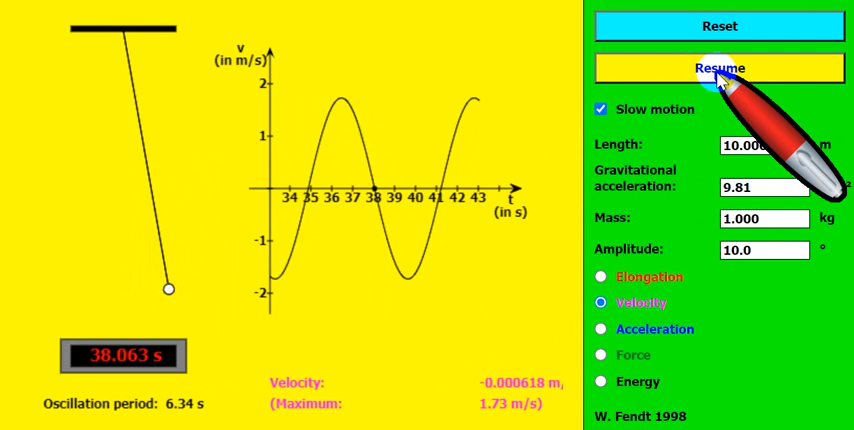 v
(in m/s)
2
1
-1
-2
34 35 36 37 38 39 40 41 42 43
t
(in s)
38.063 s
Oscillation period: 6.34 s
Velocity: -0.000618 m
(Maximum: 1.73 m/s)
Reset
Resume
Slow motion
Length: 10.00 m
Gravitational
acceleration: 9.81 ²
Mass: 1.000 kg
Amplitude: 10.0 °
Elongation
Velocity
Acceleration
Force
Energy
W. Fendt 1998